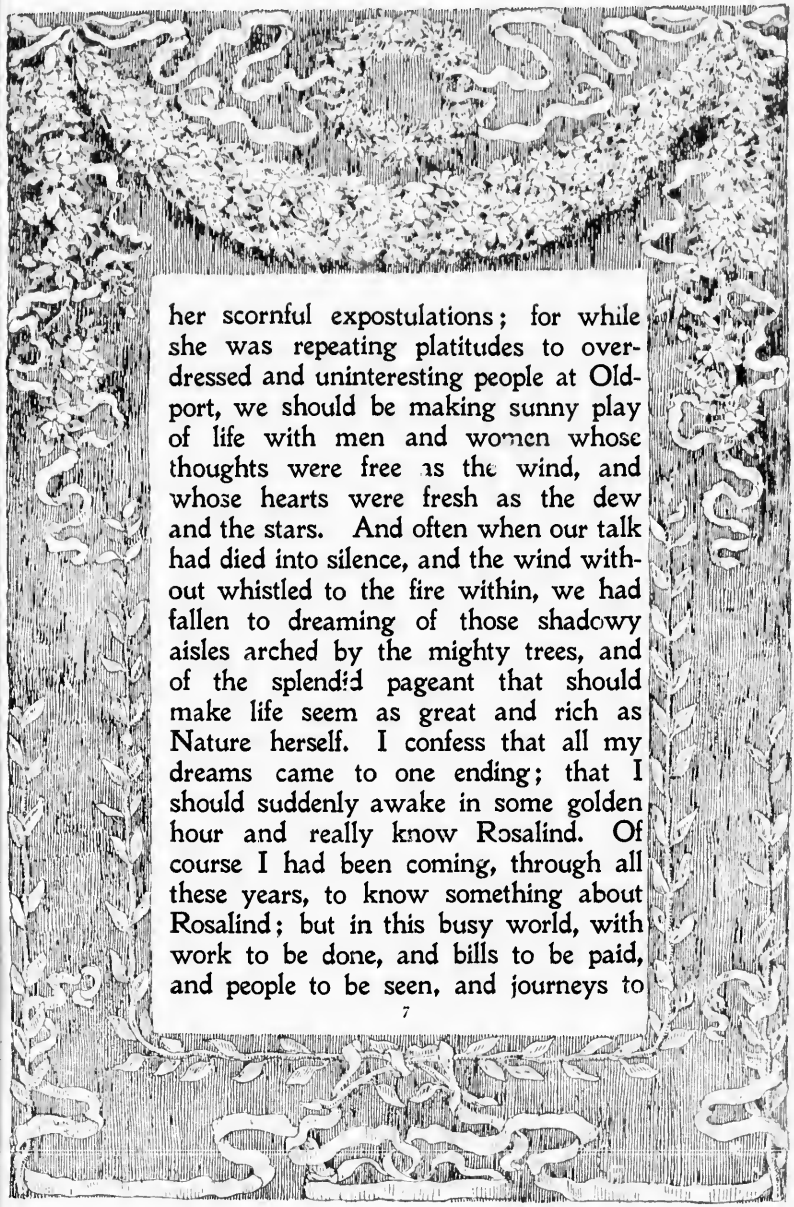 her scornful expostulations; for while
she was repeating platitudes to over-
dressed and uninteresting people at Old-
port, we should be making sunny play
of life with men and women whose
thoughts were free as the wind, and
whose hearts were fresh as the dew
and the stars. And often when our talk
had died into silence, and the wind with-
out whistled to the fire within, we had
fallen to dreaming of those shadowy
aisles arched by the mighty trees, and
of the splendid pageant that should
make life seem as great and rich as
Nature herself. I confess that all my
dreams came to one ending; that I
should suddenly awake in some golden
hour and really know Rosalind. Of
course I had been coming, through all
these years, to know something about
Rosalind; but in this busy world, with
work to be done, and bills to be paid,
and people to be seen, and journeys to
7